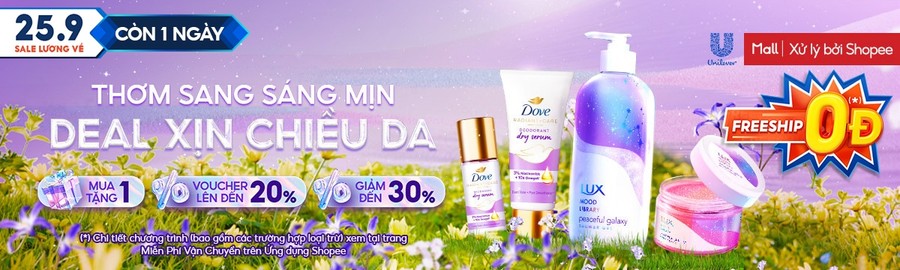 25.9
SALE LƯƠNG VỀ
CÒN 1 NGÀY
Unilever
Mall | Xử lý bởi Shopee
THƠM SANG SÁNG MỊN
DEAL XỊN CHIỀU DA
FREESHIP 0Đ(*)
MUA TẶNG 1
VOUCHER LÊN ĐẾN 20%
GIẢM ĐẾN 30%
Dove
dry serum
Dove
DEODORANT
dry serum
LUX
MOOD
LIBRARY
peaceful galaxy
(*) Chi tiết chương trình (bao gồm các trường hợp loại trừ) xem tại trang
Miễn Phí Vận Chuyển trên Ứng dụng Shopee